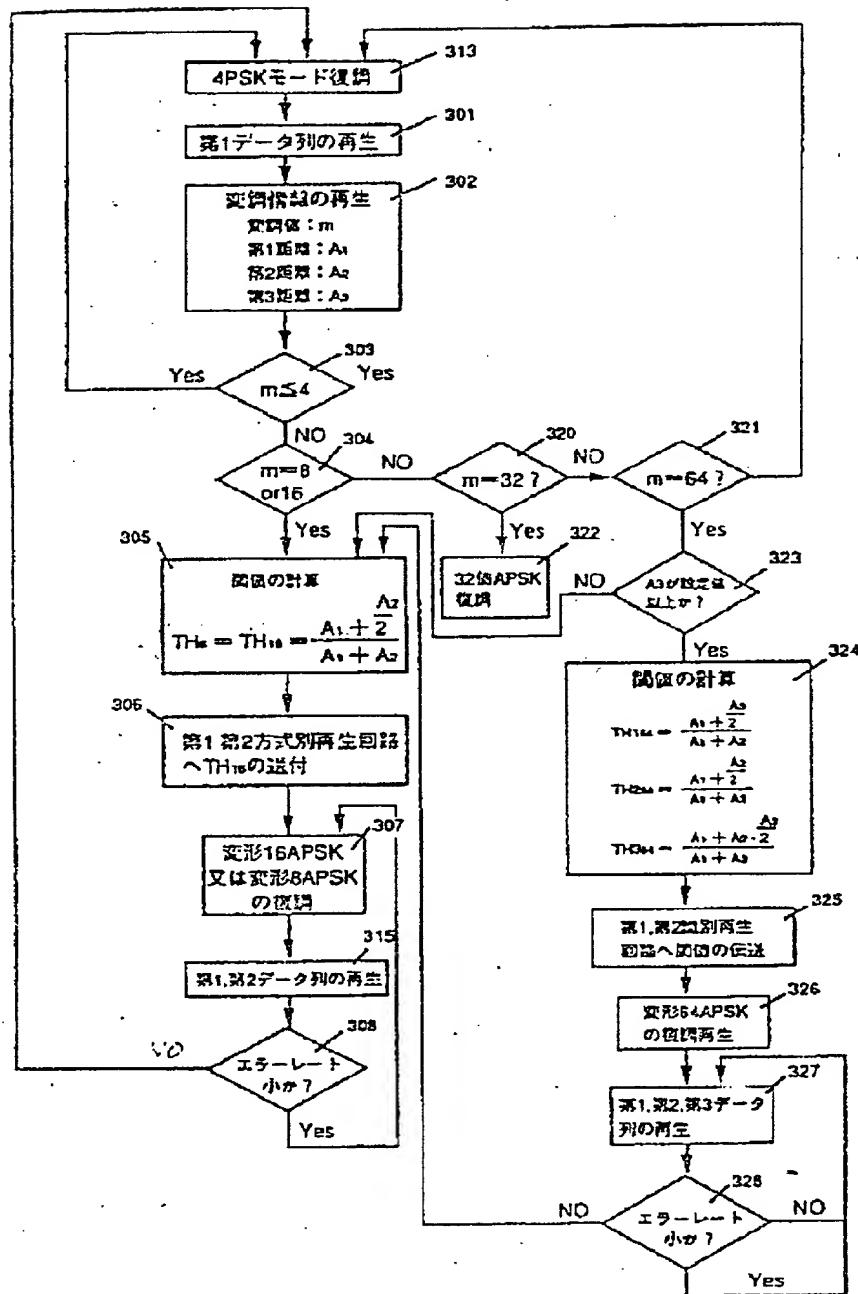 313
4PSKモード復調
301
第1データ列の再生
302
変調情報の再生
変調値：m
第1距離：A1
第2距離：A2
第3距離：A3
303
Yes
m≦4
Yes
NO
304
m=8
or16
NO
320
m=32？
NO
321
m=64？
Yes
Yes
322
32値APSK
復調
Yes
323
A3が設定値
以上か？
NO
Yes
305
閾値の計算
306
第1 第2方式別再生回路
へTH16の送付
307
変形16APSK
又は変形8APSK
の復調
315
第1,第2データ列の再生
308
エラーレート
小か？
NO
Yes
324
閾値の計算
325
第1,第2識別再生
回路へ閾値の伝送
326
変形64APSK
の復調再生
327
第1,第2,第3データ
列の再生
328
エラーレート
小か？
NO
NO
Yes